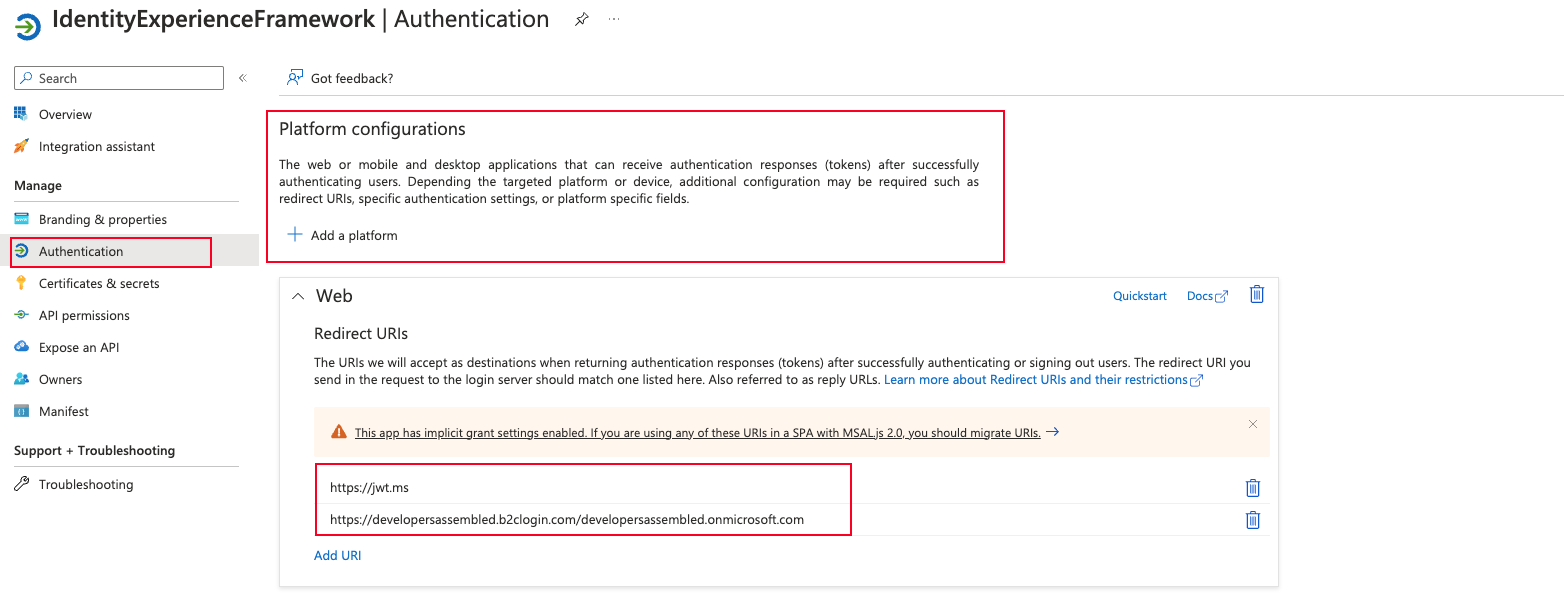 IdentityExperienceFramework | Authentication
Search
Got feedback?
Overview
Integration assistant
Manage
Branding & properties
Authentication
Certificates & secrets
API permissions
Expose an API
Owners
Manifest
Support + Troubleshooting
Troubleshooting
Platform configurations
The web or mobile and desktop applications that can receive authentication responses (tokens) after successfully
authenticating users. Depending the targeted platform or device, additional configuration may be required such as
redirect URIs, specific authentication settings, or platform specific fields.
Add a platform
Web
Quickstart
Docs
Redirect URIs
The URIs we will accept as destinations when returning authentication responses (tokens) after successfully authenticating or signing out users. The redirect URI you
send in the request to the login server should match one listed here. Also referred to as reply URLs. Learn more about Redirect URIs and their restrictions
This app has implicit grant settings enabled. If you are using any of these URIs in a SPA with MSAL.js 2.0, you should migrate URIs.
https://jwt.ms
https://developersassembled.b2clogin.com/developersassembled.onmicrosoft.com
Add URI